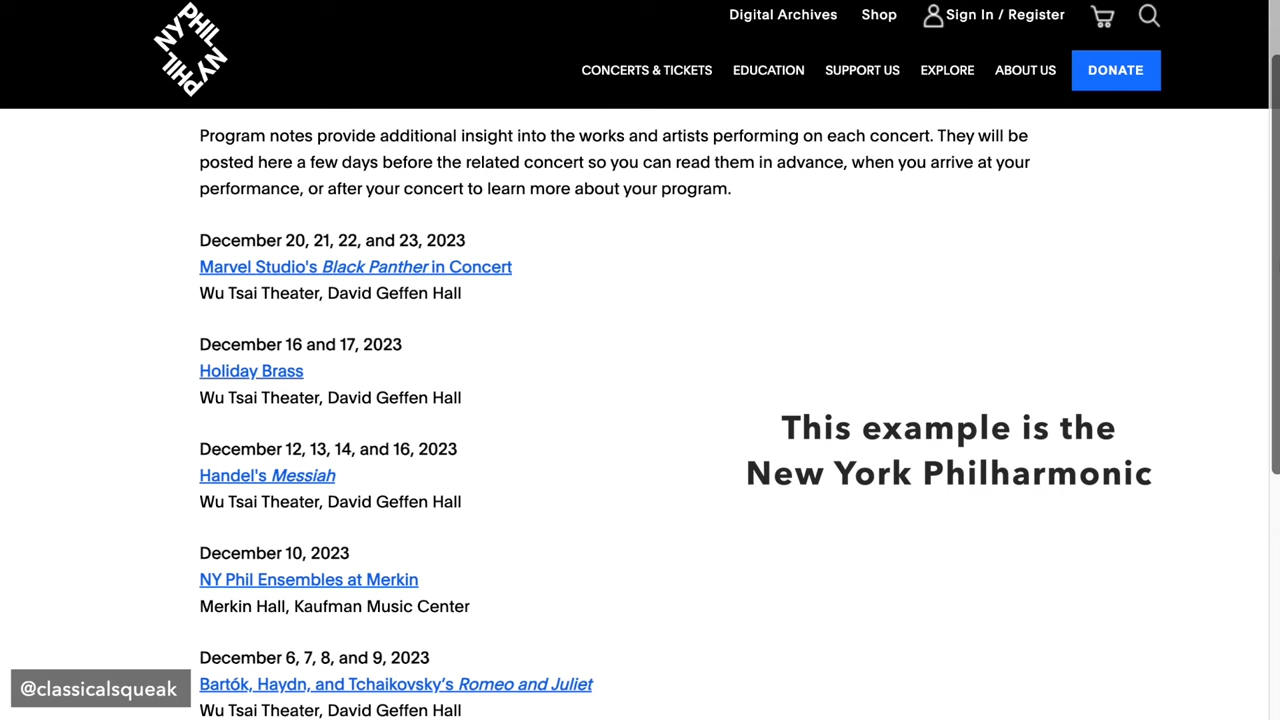 NY PHIL NY PHIL
Digital Archives Shop Sign In / Register
CONCERTS & TICKETS EDUCATION SUPPORT US EXPLORE ABOUT US DONATE
Program notes provide additional insight into the works and artists performing on each concert. They will be
posted here a few days before the related concert so you can read them in advance, when you arrive at your
performance, or after your concert to learn more about your program.
December 20, 21, 22, and 23, 2023
Marvel Studio's Black Panther in Concert
Wu Tsai Theater, David Geffen Hall
December 16 and 17, 2023
Holiday Brass
Wu Tsai Theater, David Geffen Hall
December 12, 13, 14, and 16, 2023
Handel's Messiah
Wu Tsai Theater, David Geffen Hall
December 10, 2023
NY Phil Ensembles at Merkin
Merkin Hall, Kaufman Music Center
December 6, 7, 8, and 9, 2023
Bartók, Haydn, and Tchaikovsky’s Romeo and Juliet
Wu Tsai Theater, David Geffen Hall
This example is the
New York Philharmonic
@classicalsqueak